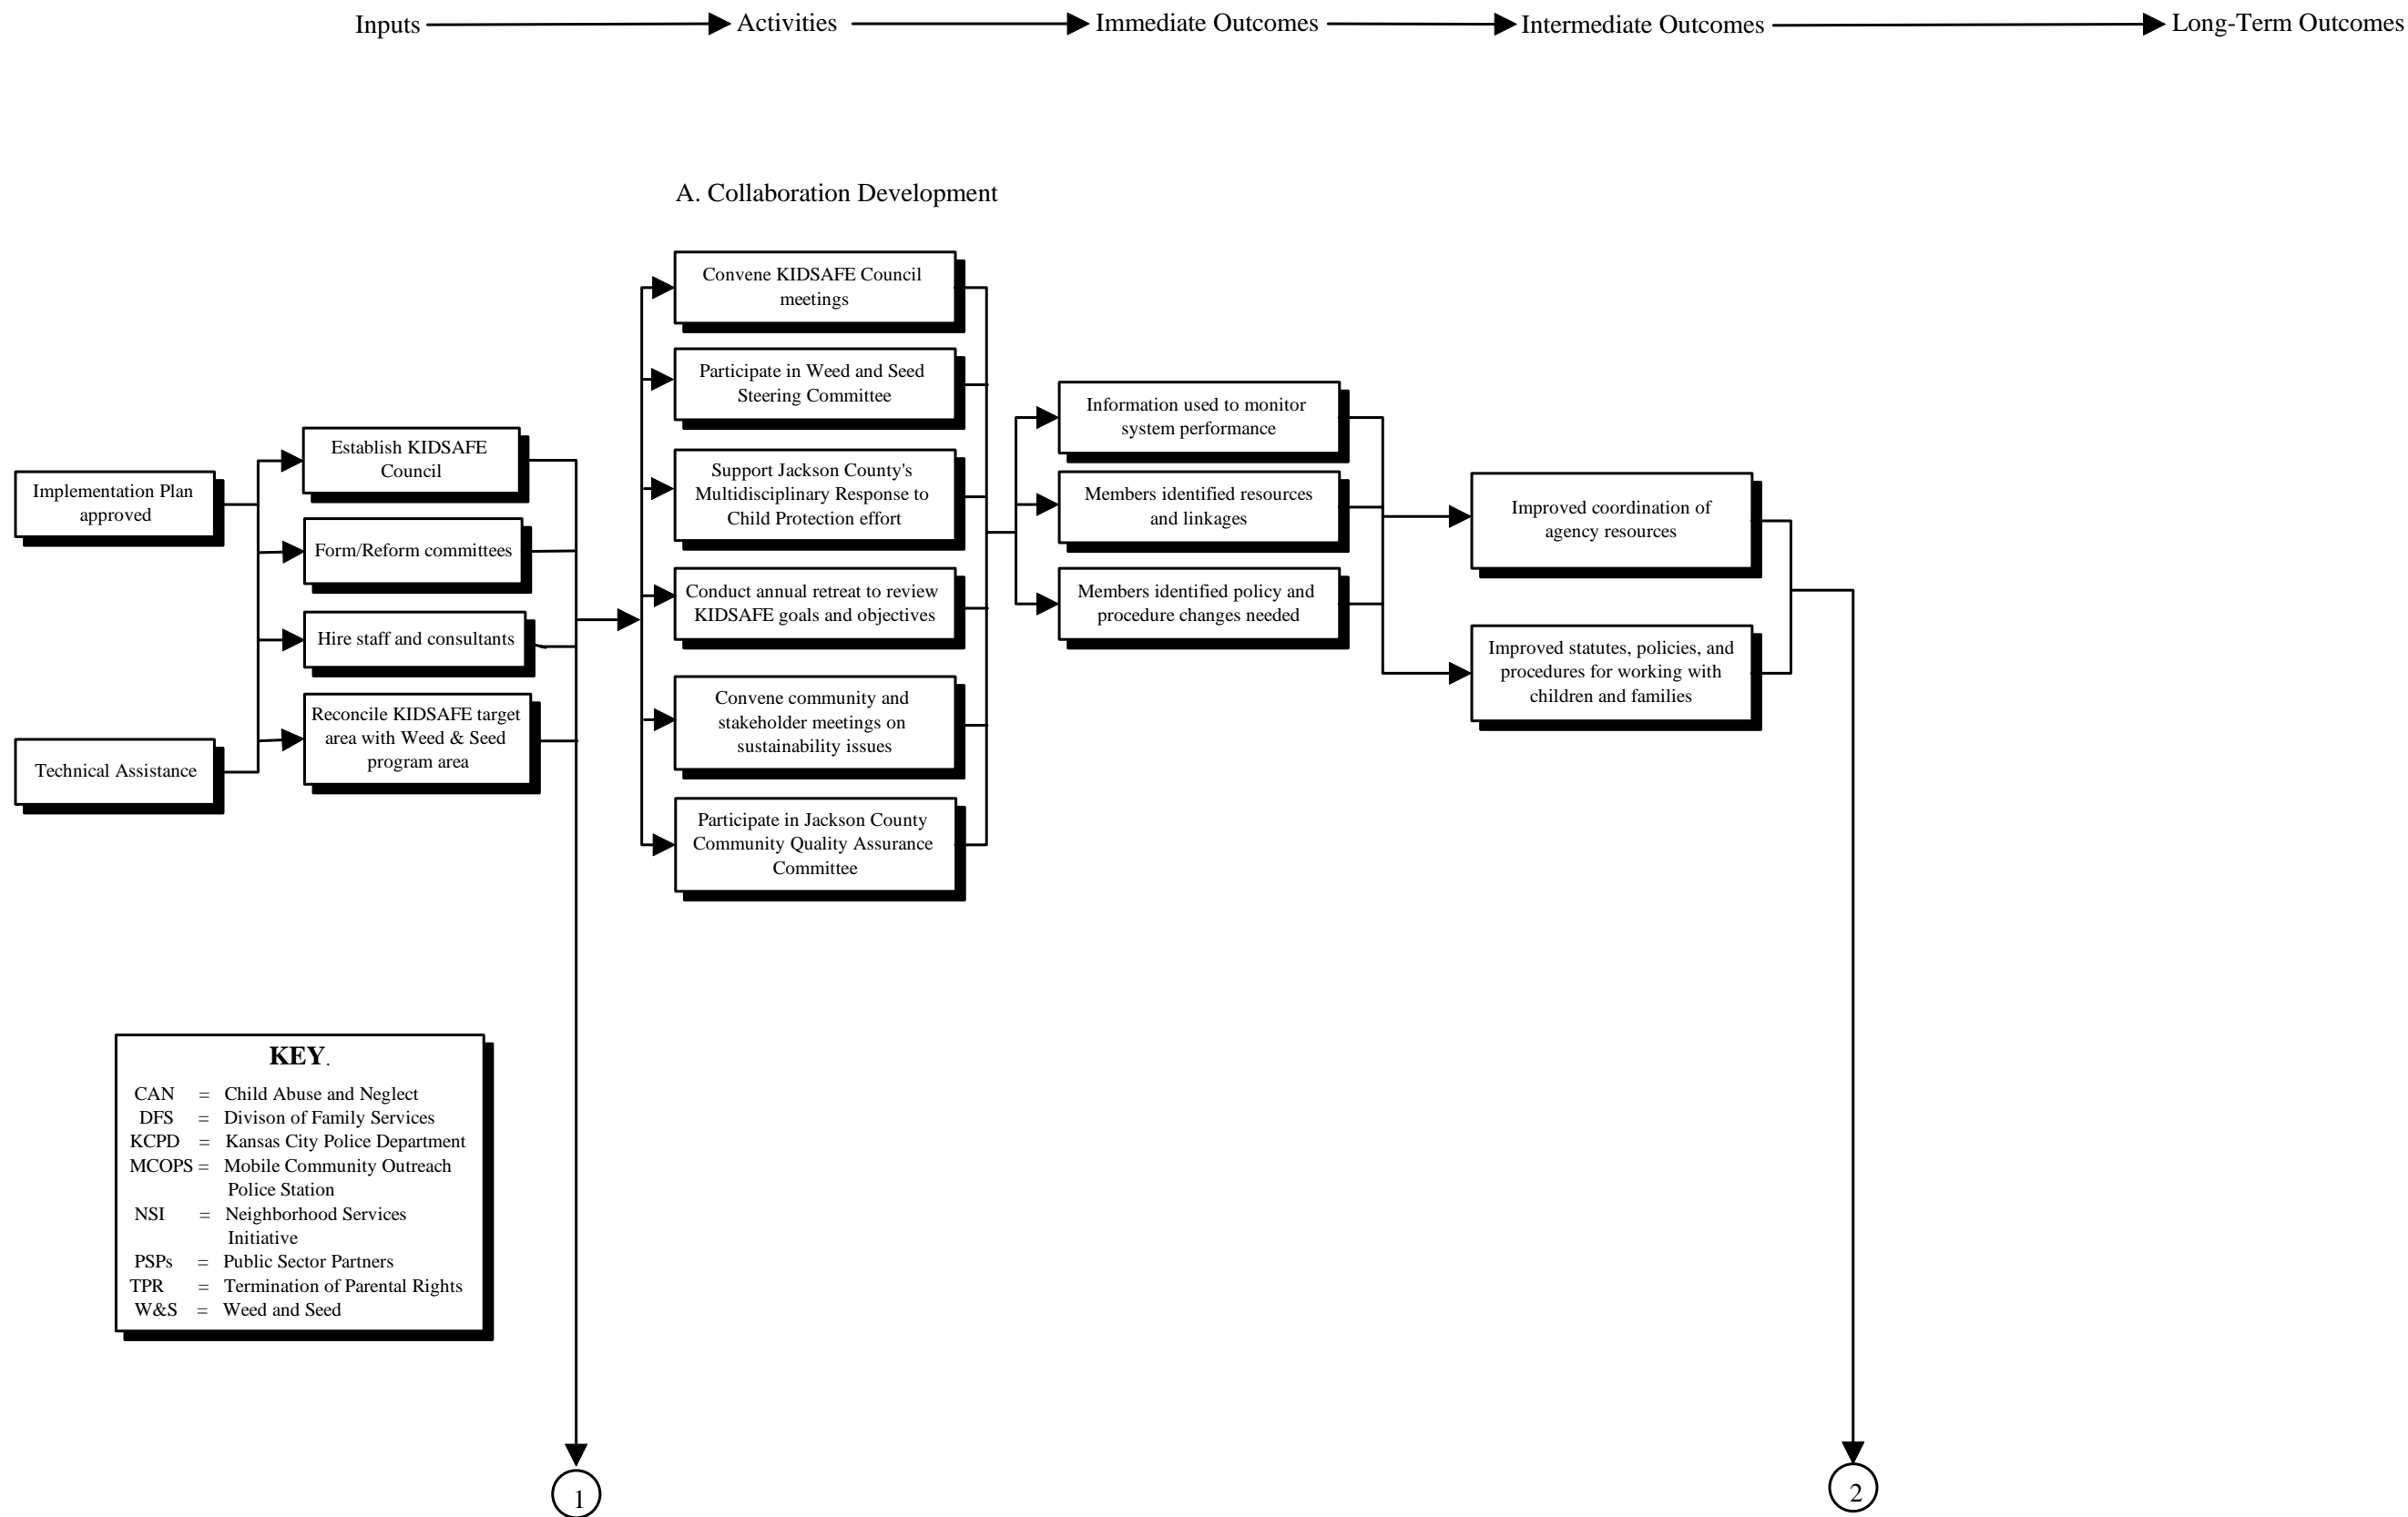 Inputs
Activities
Immediate Outcomes
Intermediate Outcomes
Long-Term Outcomes
A. Collaboration Development
Implementation Plan
approved
Technical Assistance
Establish KIDSAFE
Council
Form/Reform committees
Hire staff and consultants
Reconcile KIDSAFE target
area with Weed & Seed
program area
Convene KIDSAFE Council
meetings
Participate in Weed and Seed
Steering Committee
Support Jackson County's
Multidisciplinary Response to
Child Protection effort
Conduct annual retreat to review
KIDSAFE goals and objectives
Convene community and
stakeholder meetings on
sustainability issues
Participate in Jackson County
Community Quality Assurance
Committee
Information used to monitor
system performance
Members identified resources
and linkages
Members identified policy and
procedure changes needed
Improved coordination of
agency resources
Improved statutes, policies, and
procedures for working with
children and families
KEY.
CAN = Child Abuse and Neglect
DFS = Divison of Family Services
KCPD = Kansas City Police Department
MCOPS = Mobile Community Outreach
Police Station
NSI = Neighborhood Services
Initiative
PSPs = Public Sector Partners
TPR = Termination of Parental Rights
W&S = Weed and Seed
1
2